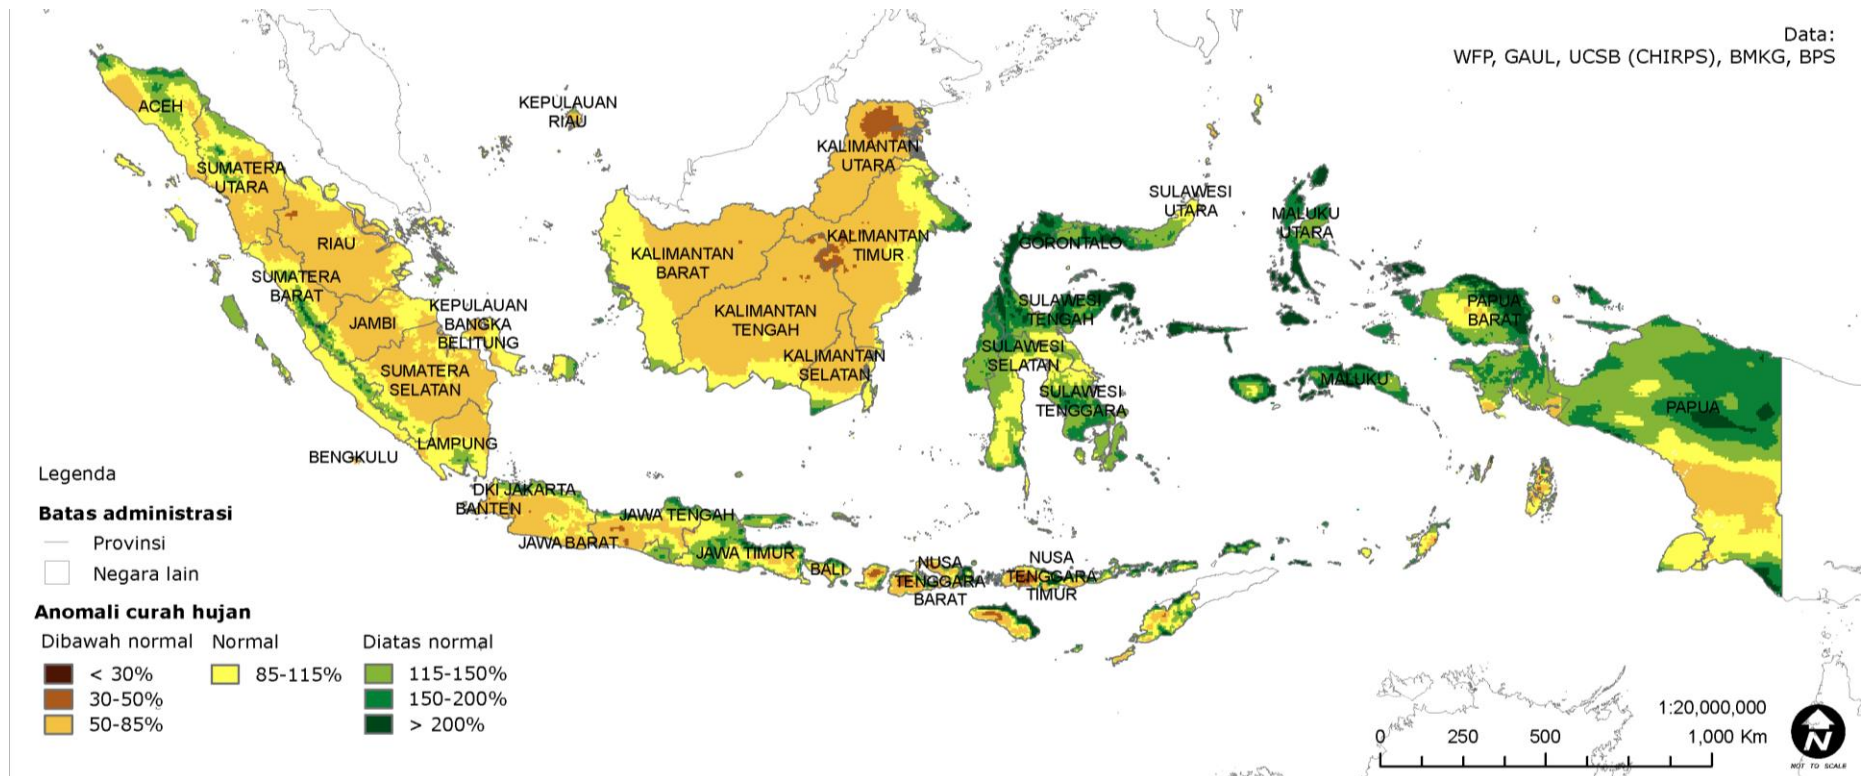 Data:
WFP, GAUL, UCSB (CHIRPS), BMKG, BPS
KEPULAUAN
RIAU
ACEH
KALIMANTAN
UTARA
SUMATERA
UTARA
SULAWESI
UTARA
MALUKU
UTARA
RIAU
KALIMANTAN
BARAT
KALIMANTAN
TIMUR
GORONTALO
SUMATERA
BARAT
KEPULAUAN
BANGKA
BELITUNG
JAMBI
KALIMANTAN
TENGAH
SULAWESI
TENGAH
PAPUA
BARAT
SUMATERA
SELATAN
KALIMANTAN
SELATAN
SULAWESI
SELATAN
SULAWESI
TENGGARA
MALUKU
PAPUA
LAMPUNG
BENGKULU
DKI JAKARTA
BANTEN
JAWA TENGAH
JAWA BARAT
JAWA TIMUR
BALI
NUSA
TENGGARA
BARAT
NUSA
TENGGARA
TIMUR
Legenda
Batas administrasi
Provinsi
Negara lain
Anomali curah hujan
Dibawah normal Normal Diatas normal
< 30% 85-115% 115-150%
30-50% 150-200%
50-85% > 200%
1:20,000,000
0 250 500 1,000 Km
N
NOT TO SCALE